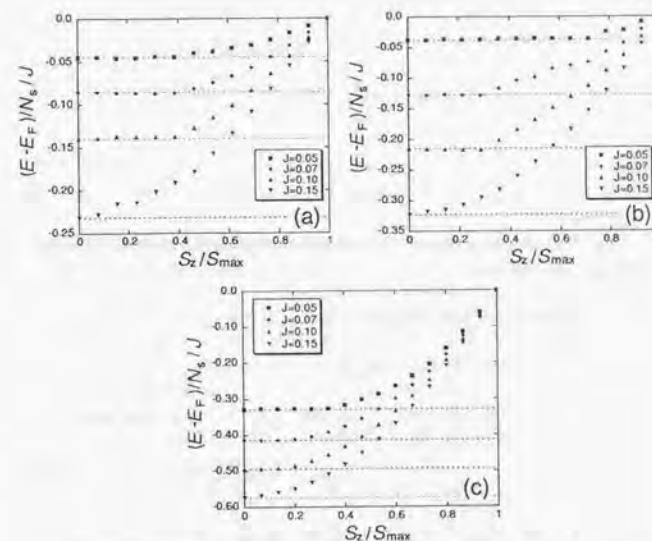 0.0
-0.05
-0.10
-0.15
-0.20
-0.25
(E-E_F)/N_s/J
J=0.05
J=0.07
J=0.10
J=0.15
(a)
0 0.2 0.4 0.6 0.8 1
S_z/S_max
0.0
-0.05
-0.10
-0.15
-0.20
-0.25
-0.30
-0.35
(E-E_F)/N_s/J
J=0.05
J=0.07
J=0.10
J=0.15
(b)
0 0.2 0.4 0.6 0.8
S_z/S_max
0.0
-0.10
-0.20
-0.30
-0.40
-0.50
-0.60
(E-E_F)/N_s/J
J=0.05
J=0.07
J=0.10
J=0.15
(c)
0 0.2 0.4 0.6 0.8 1
S_z/S_max